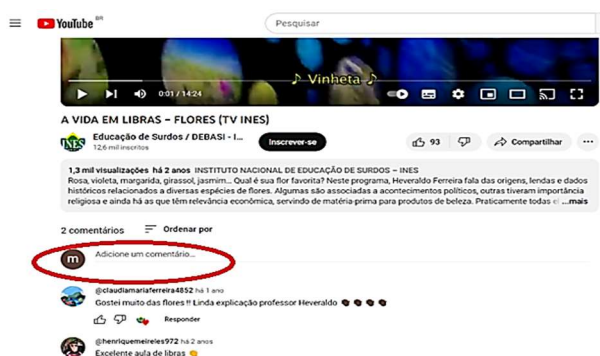 YouTube BR
Pesquisar
♪ Vinheta ♪
0:01 / 14:24
A VIDA EM LIBRAS – FLORES (TV INES)
INES
Educação de Surdos / DEBASI - I...
12,6 mil inscritos
Inscrever-se
93
Compartilhar
1,3 mil visualizações há 2 anos INSTITUTO NACIONAL DE EDUCAÇÃO DE SURDOS – INES
Rosa, violeta, margarida, girassol, jasmim... Qual é sua flor favorita? Neste programa, Heveraldo Ferreira fala das origens, lendas e dados
históricos relacionados a diversas espécies de flores. Algumas são associadas a acontecimentos políticos, outras tiveram importância
religiosa e ainda há as que têm relevância econômica, servindo de matéria-prima para produtos de beleza. Praticamente todas ...mais
2 comentários Ordenar por
m
Adicione um comentário...
@claudiamariaferreira4852 há 1 ano
Gostei muito das flores !! Linda explicação professor Heveraldo
Responder
@henriquemeireles972 há 2 anos
Excelente aula de libras